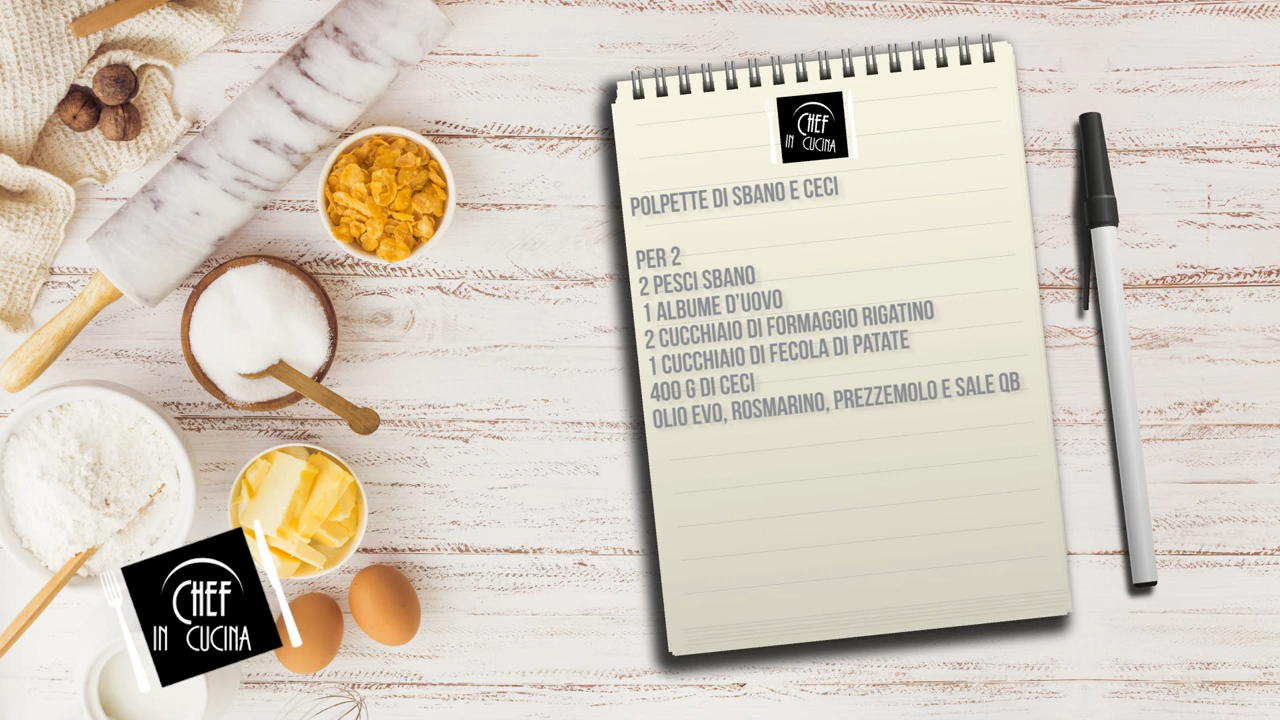 CHEF
IN CUCINA
POLPETTE DI SBANO E CECI
PER 2
2 PESCI SBANO
1 ALBUME D'UOVO
2 CUCCHIAIO DI FORMAGGIO RIGATINO
1 CUCCHIAIO DI FECOLA DI PATATE
400 G DI CECI
OLIO EVO, ROSMARINO, PREZZEMOLO E SALE QB
CHEF
IN CUCINA